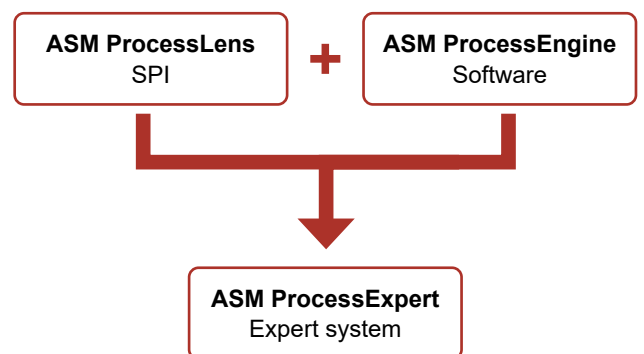 ASM ProcessLens
SPI
+
ASM ProcessEngine
Software
ASM ProcessExpert
Expert system